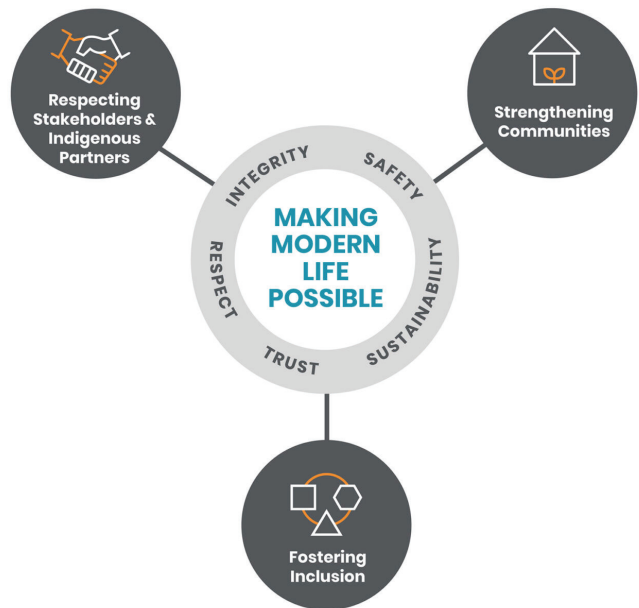 Respecting
Stakeholders &
Indigenous
Partners
Strengthening
Communities
INTEGRITY
SAFETY
RESPECT
SUSTAINABILITY
TRUST
MAKING
MODERN
LIFE
POSSIBLE
Fostering
Inclusion